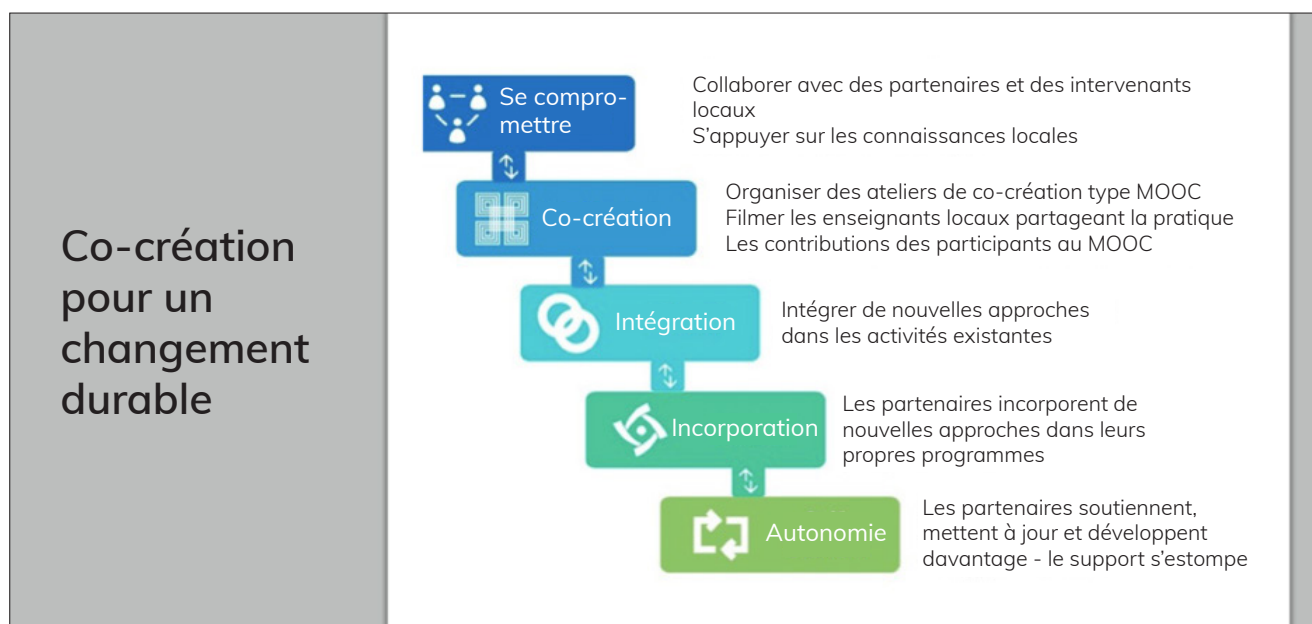 Co-création
pour un
changement
durable
Se compro-
mettre
Collaborer avec des partenaires et des intervenants
locaux
S’appuyer sur les connaissances locales
Co-création
Organiser des ateliers de co-création type MOOC
Filmer les enseignants locaux partageant la pratique
Les contributions des participants au MOOC
Intégration
Intégrer de nouvelles approches
dans les activités existantes
Incorporation
Les partenaires incorporent de
nouvelles approches dans leurs
propres programmes
Autonomie
Les partenaires soutiennent,
mettent à jour et développent
davantage - le support s’estompe